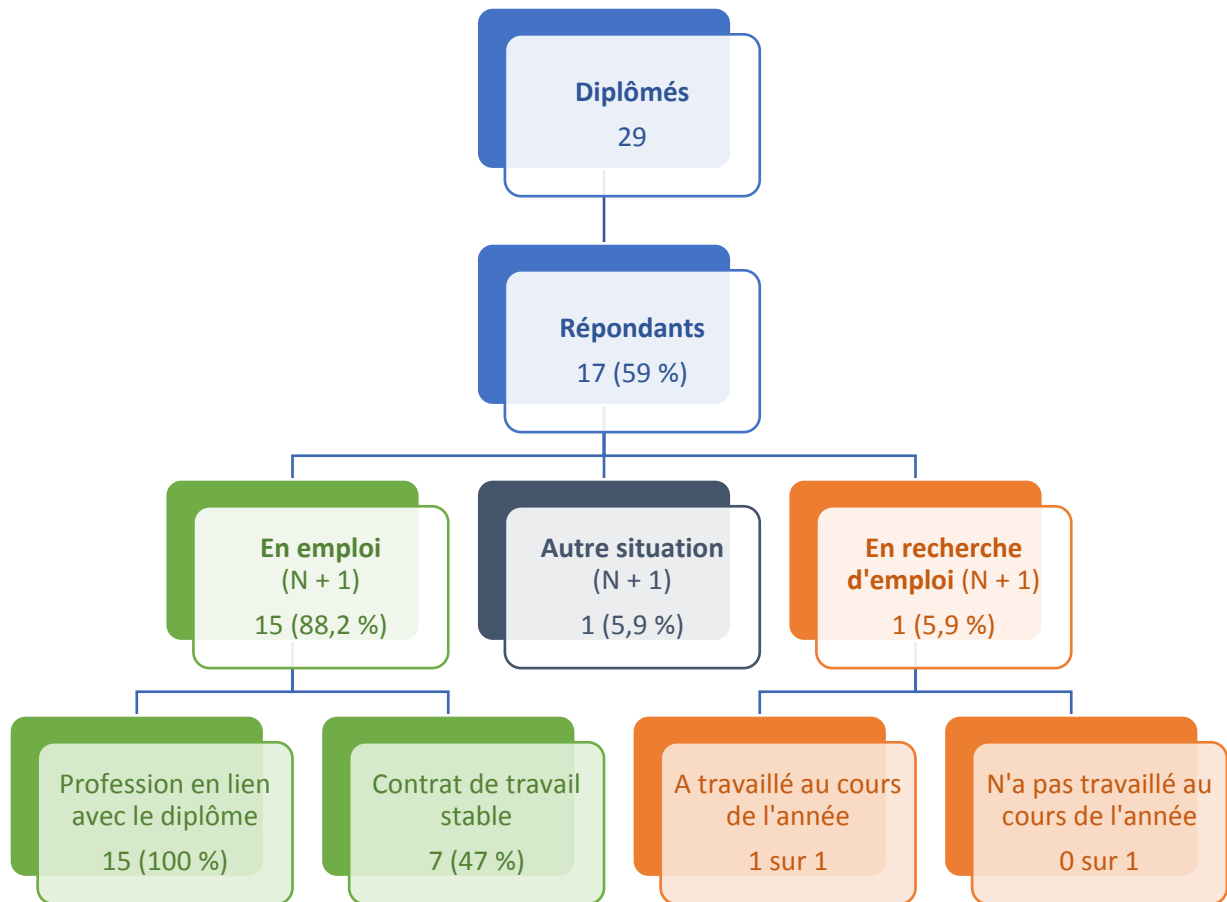 Diplômés
29
Répondants
17 (59 %)
En emploi
(N + 1)
15 (88,2 %)
Autre situation
(N + 1)
1 (5,9 %)
En recherche
d'emploi (N + 1)
1 (5,9 %)
Profession en lien
avec le diplôme
15 (100 %)
Contrat de travail
stable
7 (47 %)
A travaillé au cours
de l'année
1 sur 1
N'a pas travaillé au
cours de l'année
0 sur 1